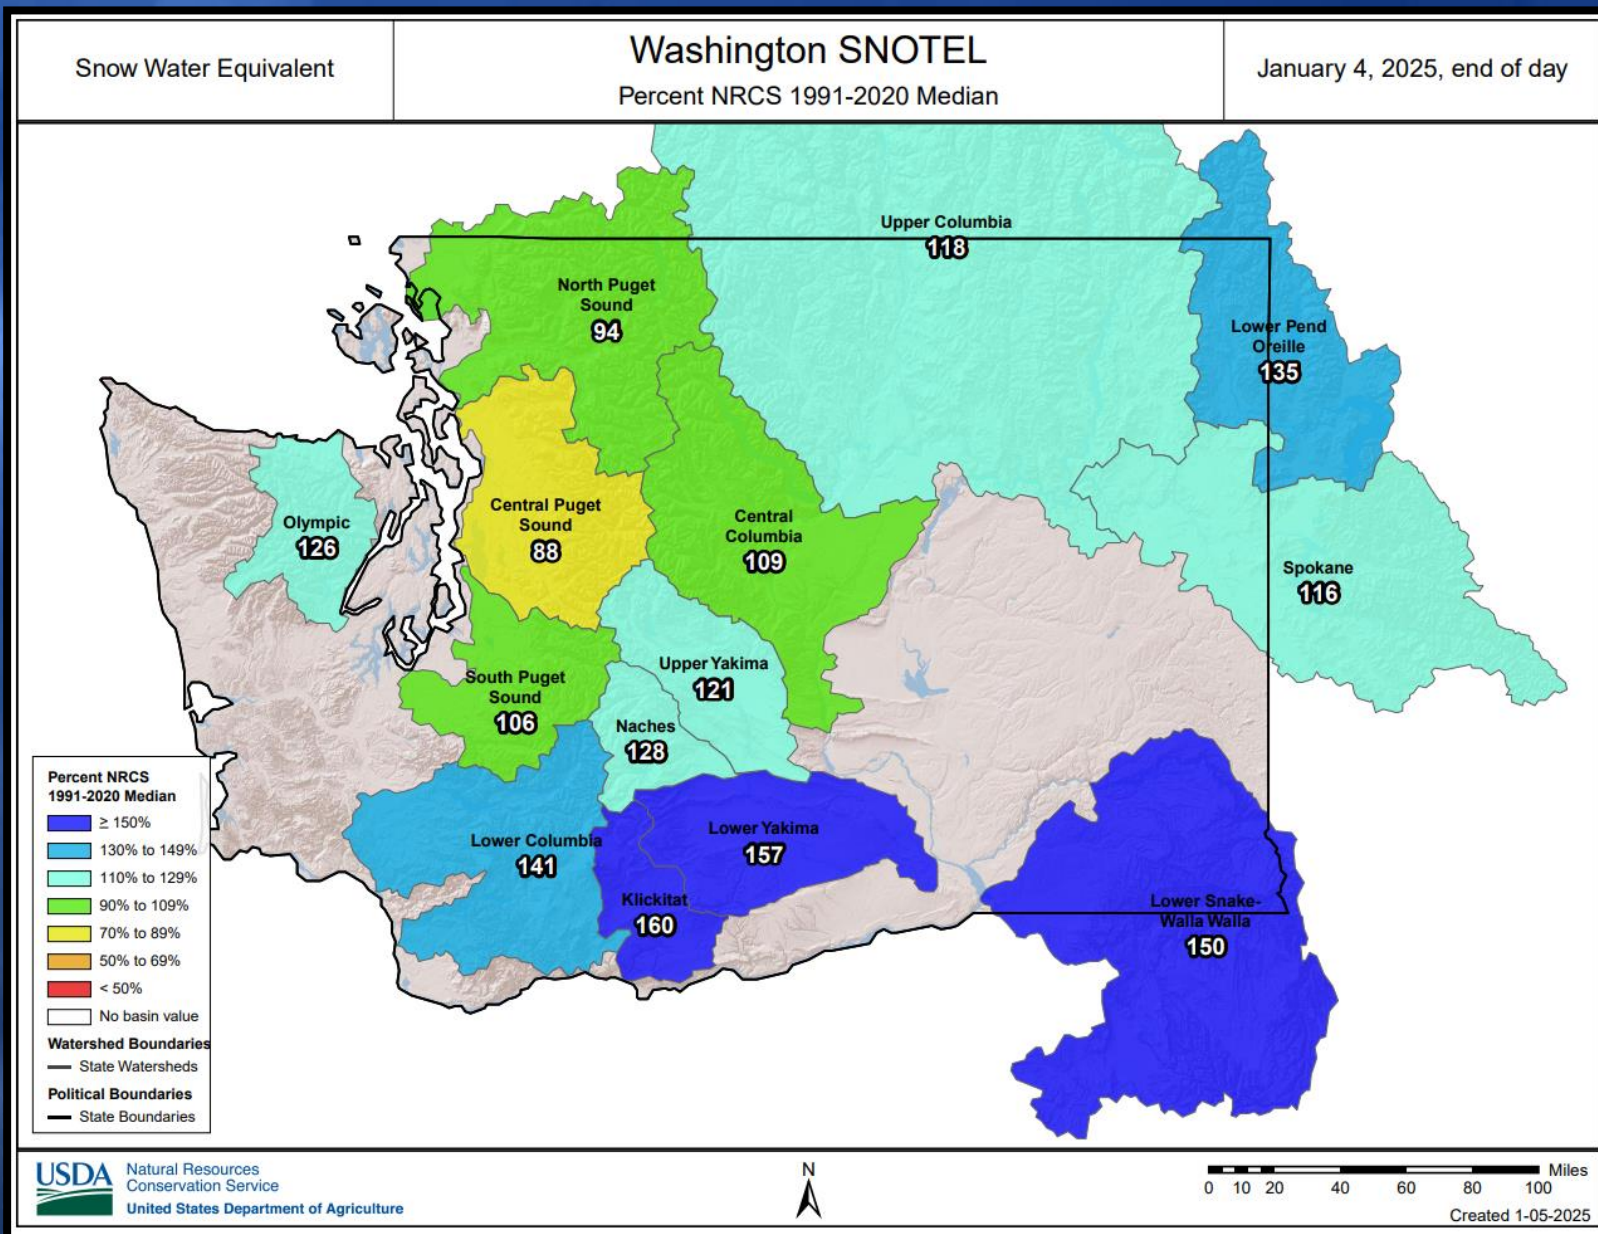 Snow Water Equivalent
Washington SNOTEL
Percent NRCS 1991-2020 Median
January 4, 2025, end of day
Upper Columbia
118
North Puget
Sound
94
Lower Pend
Oreille
135
Central Puget
Sound
88
Olympic
126
Central
Columbia
109
Spokane
116
Upper Yakima
121
South Puget
Sound
106
Naches
128
Lower Columbia
141
Lower Yakima
157
Klickitat
160
Lower Snake-
Walla Walla
150
Percent NRCS
1991-2020 Median
≥ 150%
130% to 149%
110% to 129%
90% to 109%
70% to 89%
50% to 69%
< 50%
No basin value
Watershed Boundaries
State Watersheds
Political Boundaries
State Boundaries
USDA
Natural Resources
Conservation Service
United States Department of Agriculture
N
Miles
0 10 20 40 60 80 100
Created 1-05-2025